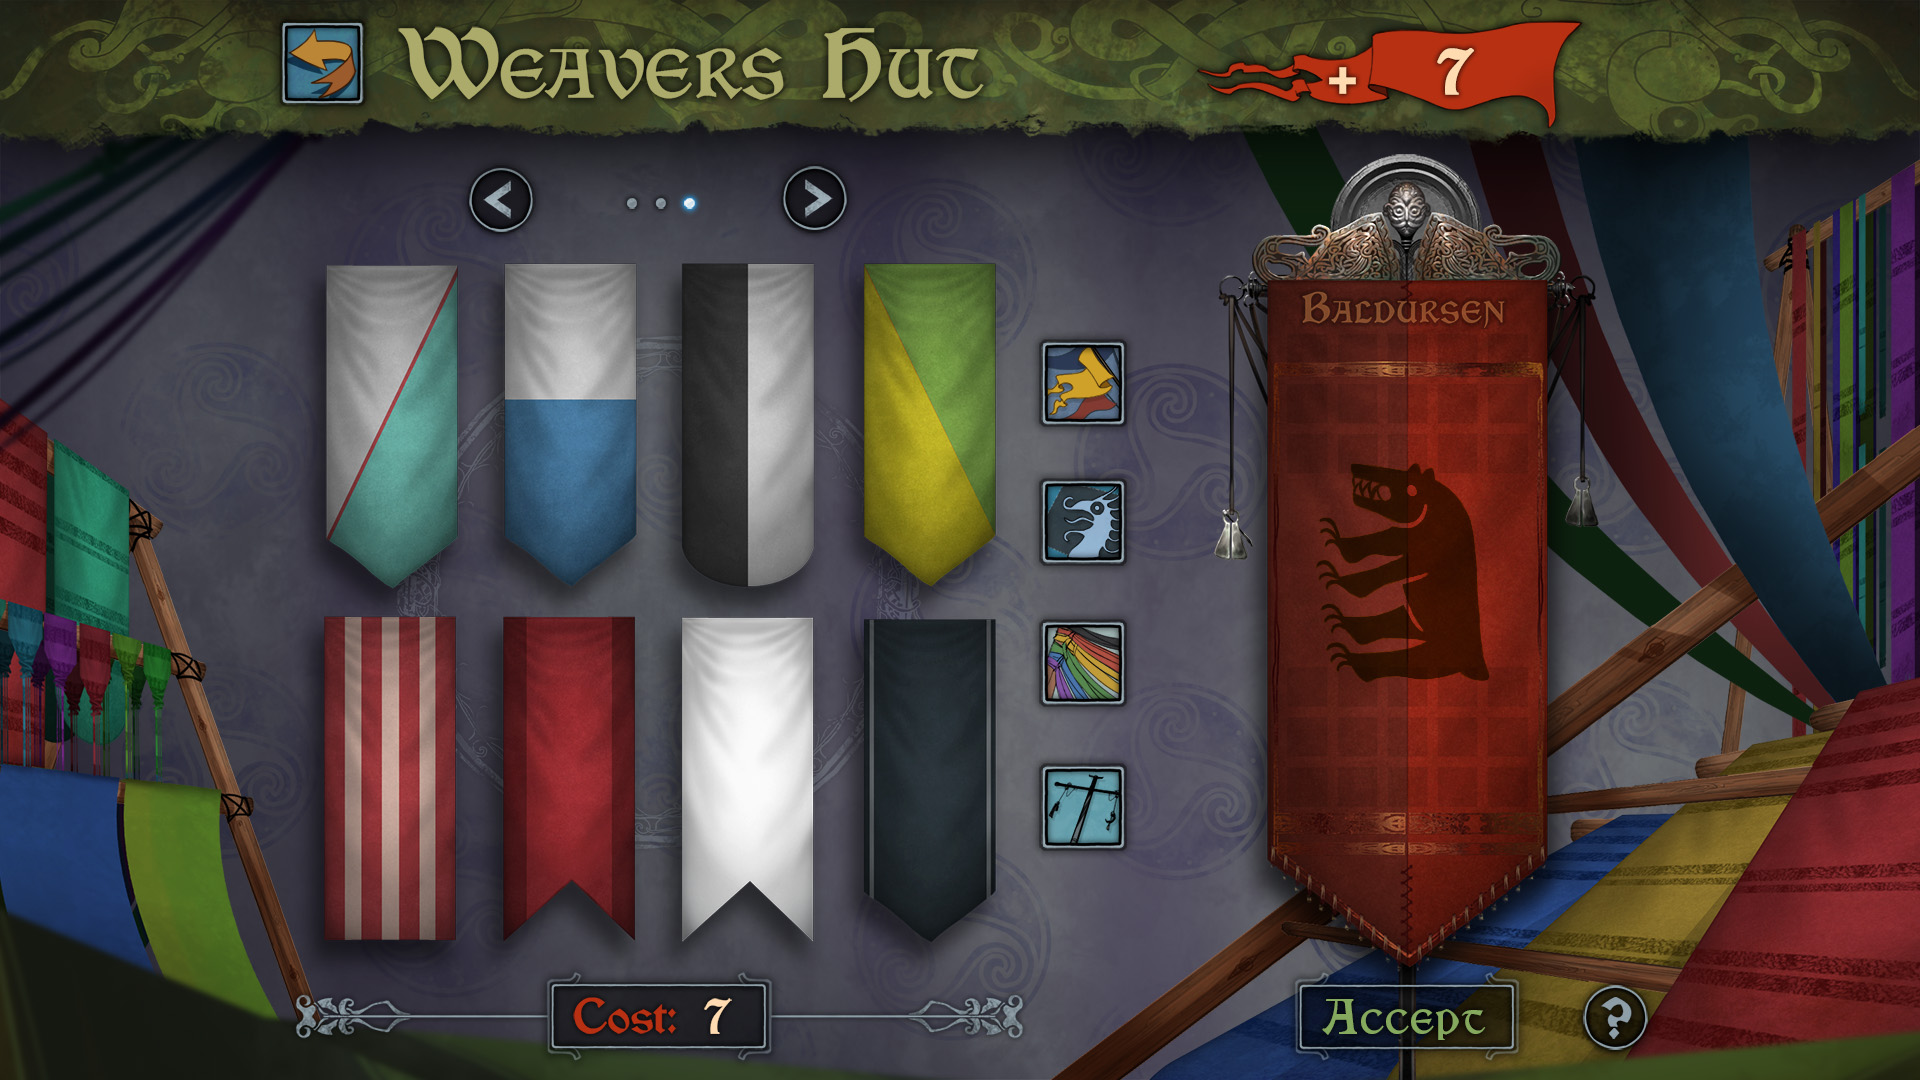 Weavers Hut
+ 7
Baldursen
Cost: 7
Accept
?